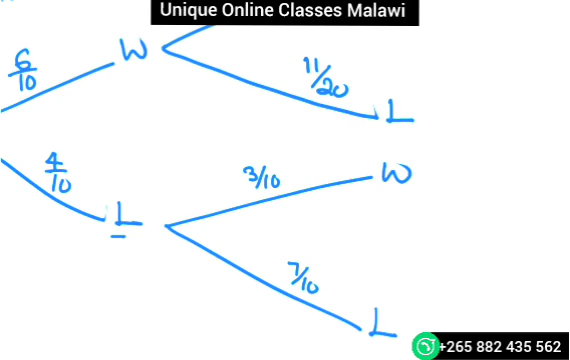 Unique Online Classes Malawi
6/10
W
11/20
L
4/10
L
3/10
W
7/10
L
+265 882 435 562